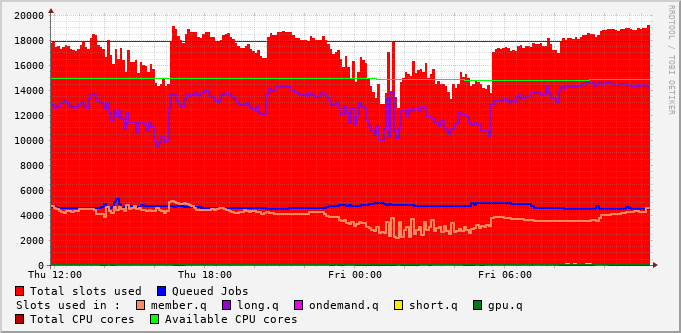 20000
18000
16000
14000
12000
10000
8000
6000
4000
2000
0
Thu 12:00 Thu 18:00 Fri 00:00 Fri 06:00
Total slots used Queued Jobs
Slots used in : member.q long.q ondemand.q short.q gpu.q
Total CPU cores Available CPU cores
RRDTOOL / TOBI OETIKER